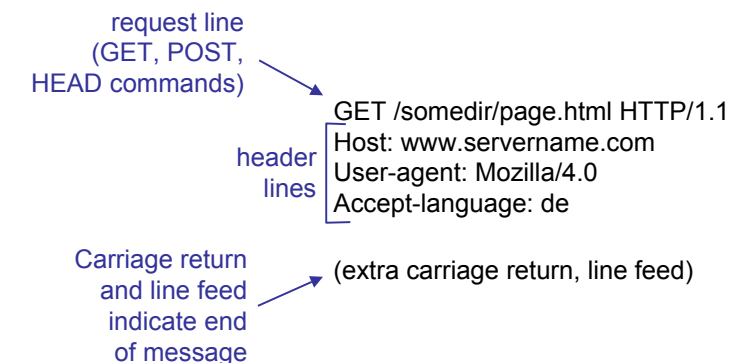 request line
(GET, POST,
HEAD commands)
GET /somedir/page.html HTTP/1.1
Host: www.servername.com
User-agent: Mozilla/4.0
Accept-language: de
header
lines
Carriage return
and line feed
indicate end
of message
(extra carriage return, line feed)